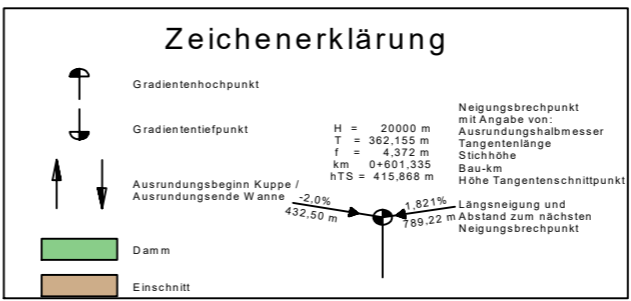 Zeichenerklärung
Gradientenhochpunkt
Gradiententiefpunkt
Ausrundungsbeginn Kuppe /
Ausrundungsende Wanne
Damm
Einschnitt
H = 20000 m
T = 362,155 m
f = 4,372 m
km 0+601,335
hTS = 415,868 m
-2,0%
432,50 m
1,821%
789,22 m
Neigungsbrechpunkt
mit Angabe von:
Ausrundungshalbmesser
Tangentenlänge
Stichhöhe
Bau-km
Höhe Tangentenschnittpunkt
Längsneigung und
Abstand zum nächsten
Neigungsbrechpunkt